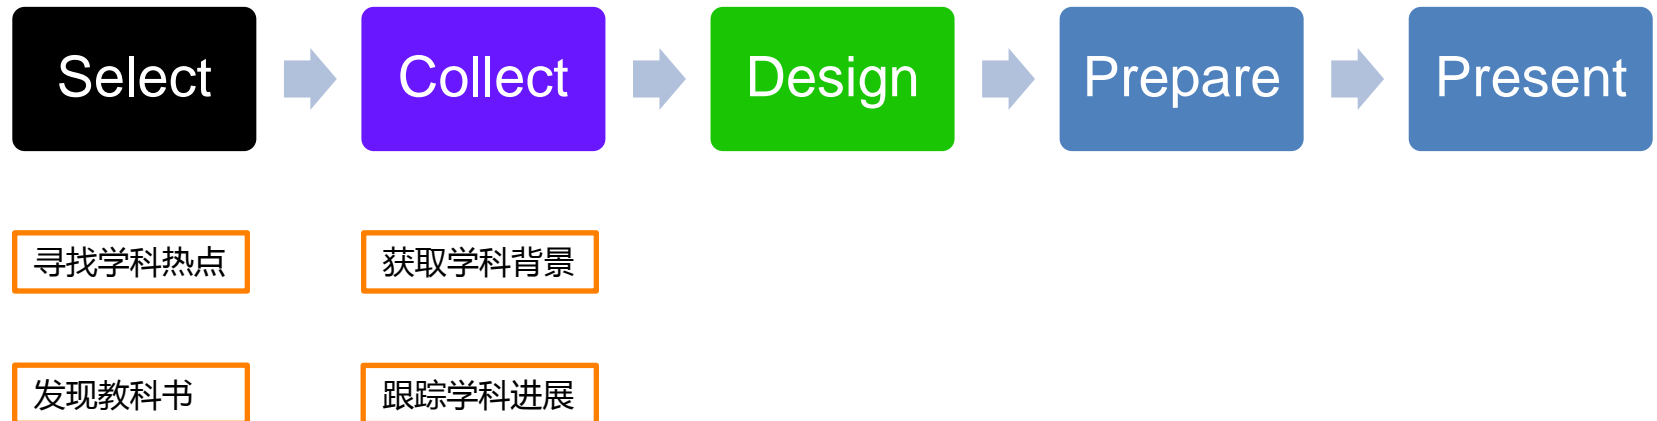 Select
Collect
Design
Prepare
Present
寻找学科热点
获取学科背景
发现教科书
跟踪学科进展